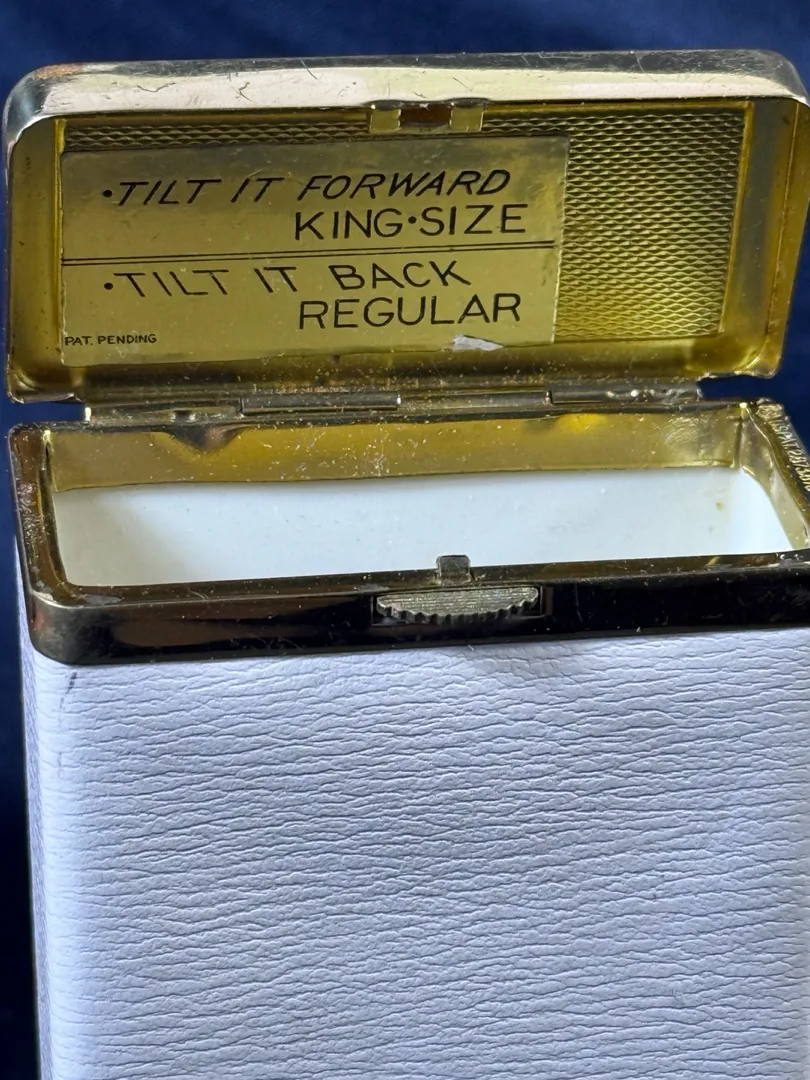 •TILT IT FORWARD
KING•SIZE
•TILT IT BACK
REGULAR
PAT. PENDING